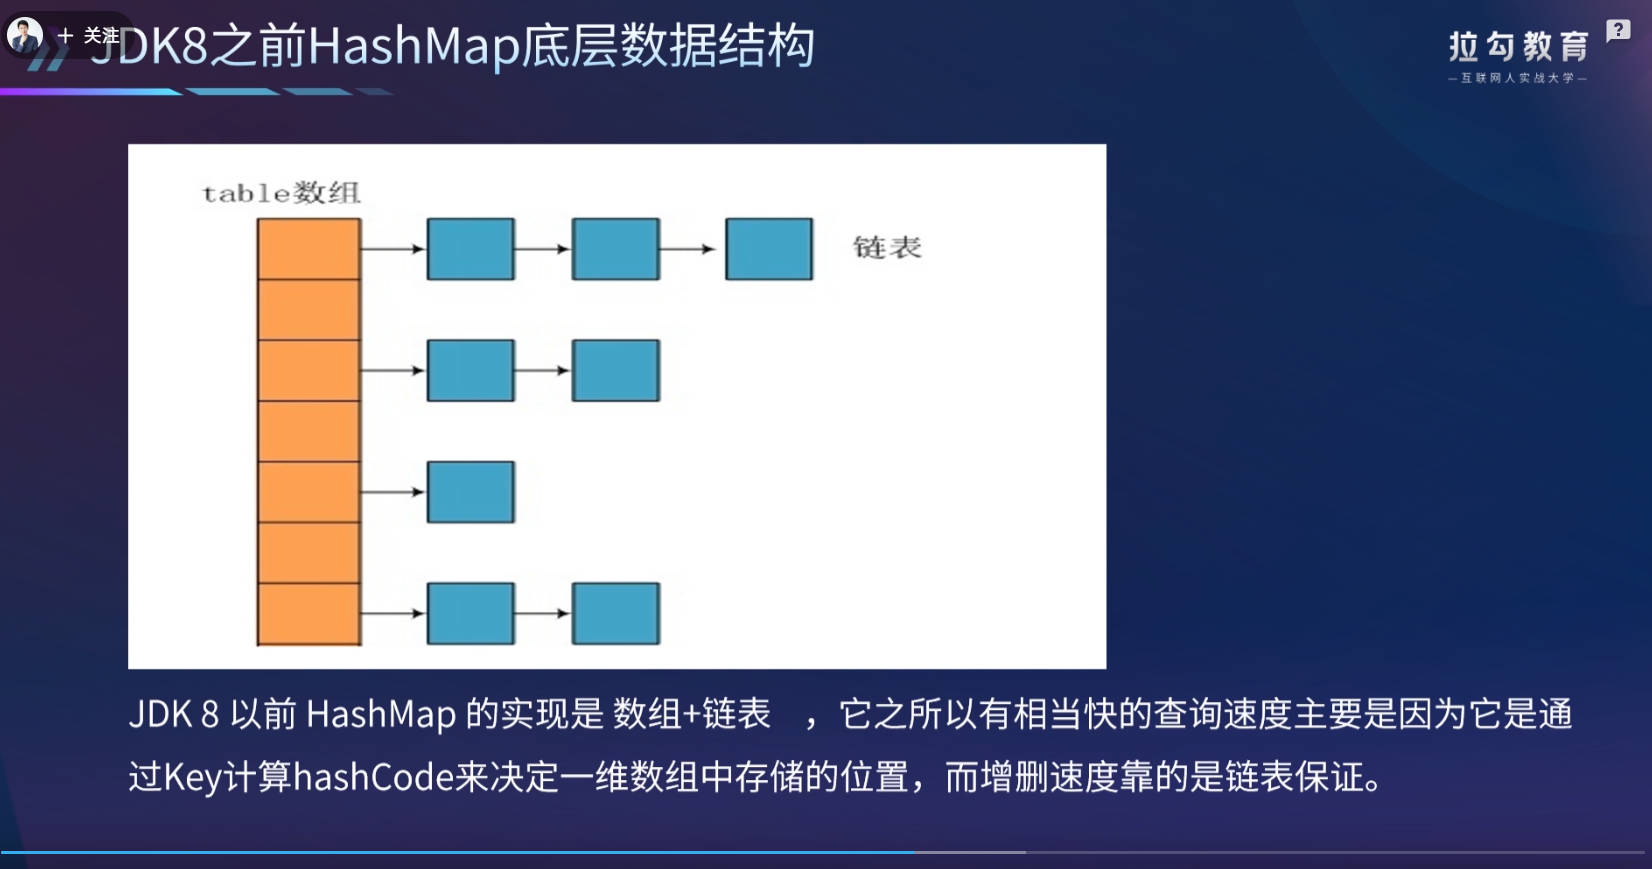 + 关注
JDK8之前HashMap底层数据结构
拉勾教育
—互联网人实战大学—
?
table数组
链表
JDK 8 以前 HashMap 的实现是 数组+链表 ，它之所以有相当快的查询速度主要是因为它是通
过Key计算hashCode来决定一维数组中存储的位置，而增删速度靠的是链表保证。